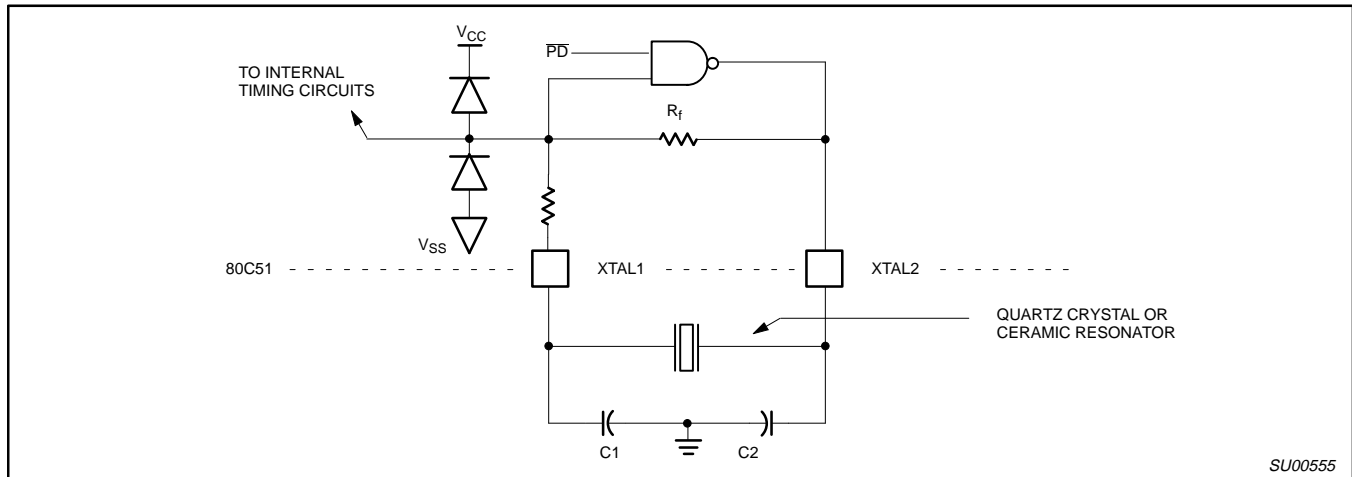 VCC
PD
TO INTERNAL
TIMING CIRCUITS
Rf
VSS
80C51
XTAL1
XTAL2
QUARTZ CRYSTAL OR
CERAMIC RESONATOR
C1
C2
SU00555